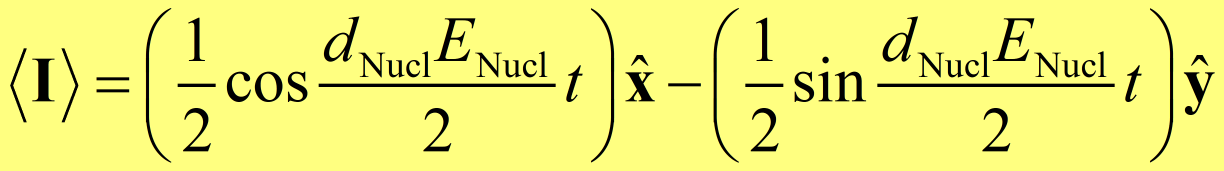 ⟨I⟩ = ( 1/2 cos d_Nucl E_Nucl / 2 t ) x̂ − ( 1/2 sin d_Nucl E_Nucl / 2 t ) ŷ